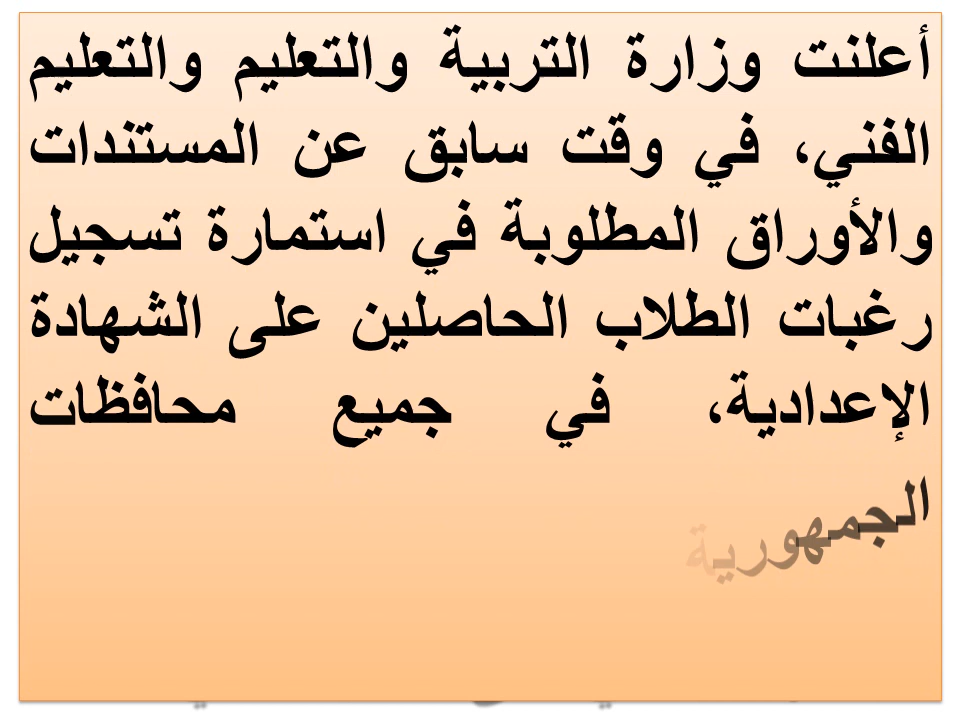 أعلنت وزارة التربية والتعليم والتعليم
الفني، في وقت سابق عن المستندات
والأوراق المطلوبة في استمارة تسجيل
رغبات الطلاب الحاصلين على الشهادة
الإعدادية، في جميع محافظات
الجمهورية